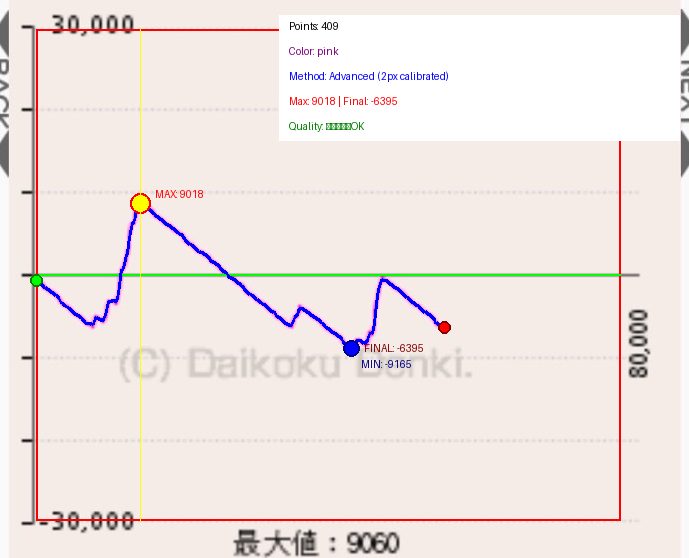 30,000
Points: 409
Color: pink
Method: Advanced (2px calibrated)
Max: 9018 | Final: -6395
Quality: OK
BACK
NEXT
MAX: 9018
80,000
FINAL: -6395
MIN: -9165
(C) Daikoku Denki.
-30,000
最大値：9060